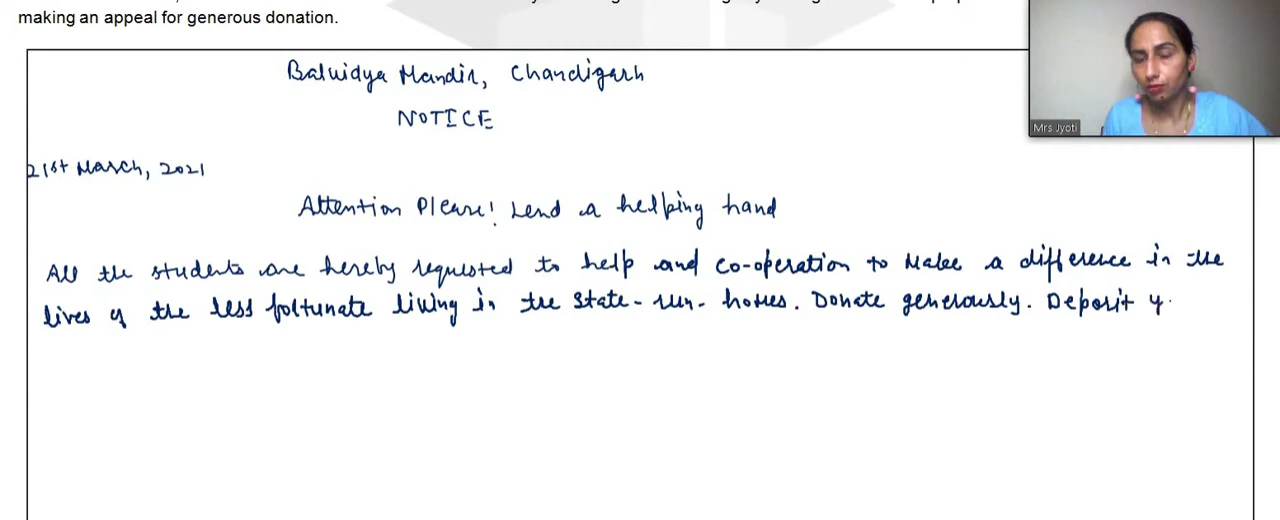 making an appeal for generous donation.
Mrs Jyoti
Balvidya Mandir, Chandigarh
NOTICE
21st March, 2021
Attention Please! Lend a helping hand
All the students are hereby requested to help and co-operation to make a difference in the
lives of the less fortunate living in the state-run-homes. Donate generously. Deposit y